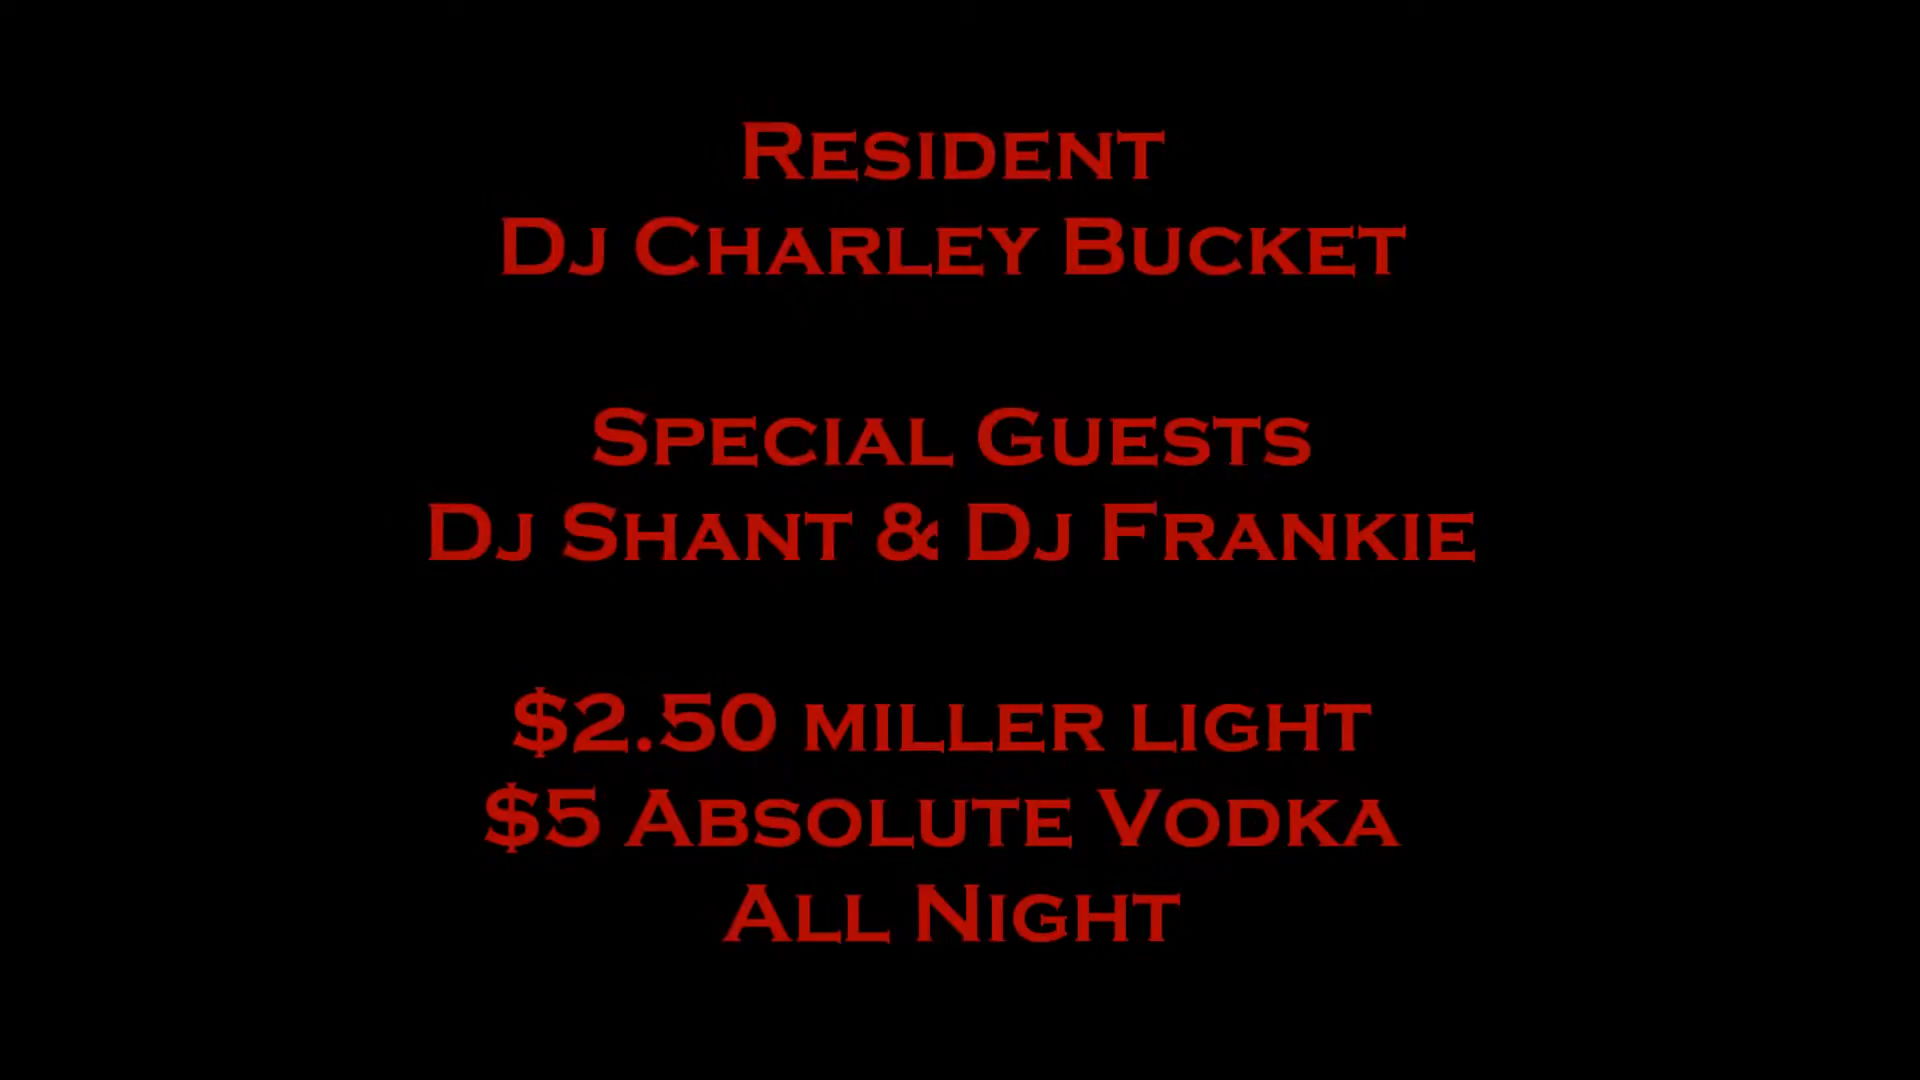 Resident
Dj Charley Bucket
Special Guests
Dj Shant & Dj Frankie
$2.50 miller light
$5 Absolute Vodka
All Night